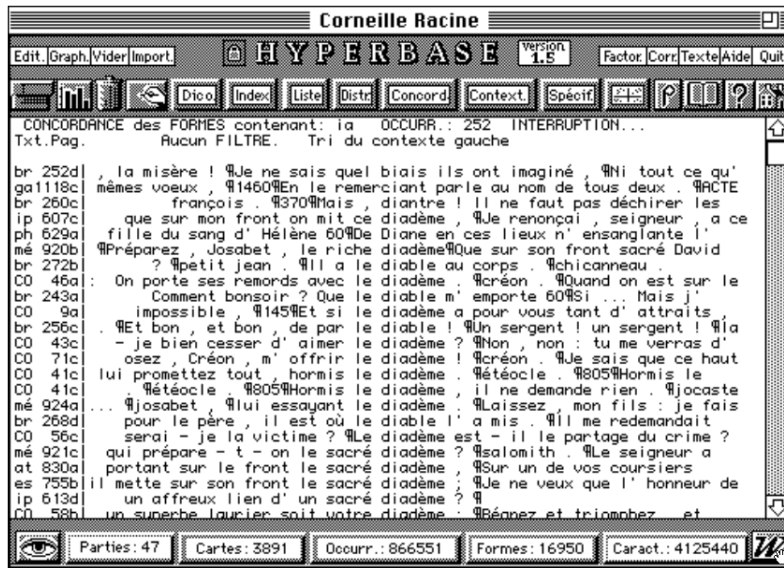 Corneille Racine
Edit. Graph. Vider Import. HYPERBASE version 1.5 Factor. Corr. Texte Aide Quit
Dico. Index Liste Distr. Concord. Context. Spécif. ?
CONCORDANCE des FORMES contenant: ia OCCURR.: 252 INTERRUPTION...
Txt.Pag. Aucun FILTRE. Tri du contexte gauche
br 252d| , la misère ! ¶Je ne sais quel biais ils ont imaginé , ¶Ni tout ce qu'
ga1118c| mêmes voeux , ¶1460¶En le remerciant parle au nom de tous deux . ¶ACTE
br 260c| françois . ¶370¶Mais , diantre ! Il ne faut pas déchirer les
ip 607c| que sur mon front on mit ce diadème , ¶Je renonçai , seigneur , a ce
ph 629a| fille du sang d' Hélène 60¶De Diane en ces lieux n' ensanglante l'
mé 920b| ¶Préparez , Josabet , le riche diadème¶Que sur son front sacré David
br 272b| ? ¶petit jean . ¶Il a le diable au corps . ¶chicanneau .
CO 46a|: On porte ses remords avec le diadème . ¶créon . ¶Quand on est sur le
br 243a| Comment bonsoir ? Que le diable m' emporte 60¶Si ... Mais j'
CO 9a| impossible , ¶145¶Et si le diadème a pour vous tant d' attraits ,
br 256c| . ¶Et bon , et bon , de par le diable ! ¶Un sergent ! un sergent ! ¶la
CO 43c| - je bien cesser d' aimer le diadème ? ¶Non , non : tu me verras d'
CO 71c| osez , Créon , m' offrir le diadème ! ¶créon . ¶Je sais que ce haut
CO 41c| lui promettez tout , hormis le diadème . ¶étéocle . ¶805¶Hormis le
CO 41c| . ¶étéocle . ¶805¶Hormis le diadème , il ne demande rien . ¶jocaste
mé 924a|... ¶josabet , ¶lui essayant le diadème . ¶Laissez , mon fils : je fais
br 268d| pour le père , il est où le diable l' a mis . ¶Il me redemandait
CO 56c| serai - je la victime ? ¶Le diadème est - il le partage du crime ?
mé 921c| qui prépare - t - on le sacré diadème ? ¶salomith . ¶Le seigneur a
at 830a| portant sur le front le sacré diadème , ¶Sur un de vos coursiers
es 755b|il mette sur son front le sacré diadème ; ¶Je ne veux que l' honneur de
ip 613d| un affreux lien d' un sacré diadème ? ¶
CO 58b| un superbe laurier soit votre diadème : ¶Régnez et triomphez , et
Parties: 47 Cartes: 3891 Occurr.: 866551 Formes: 16950 Caract.: 4125440 W